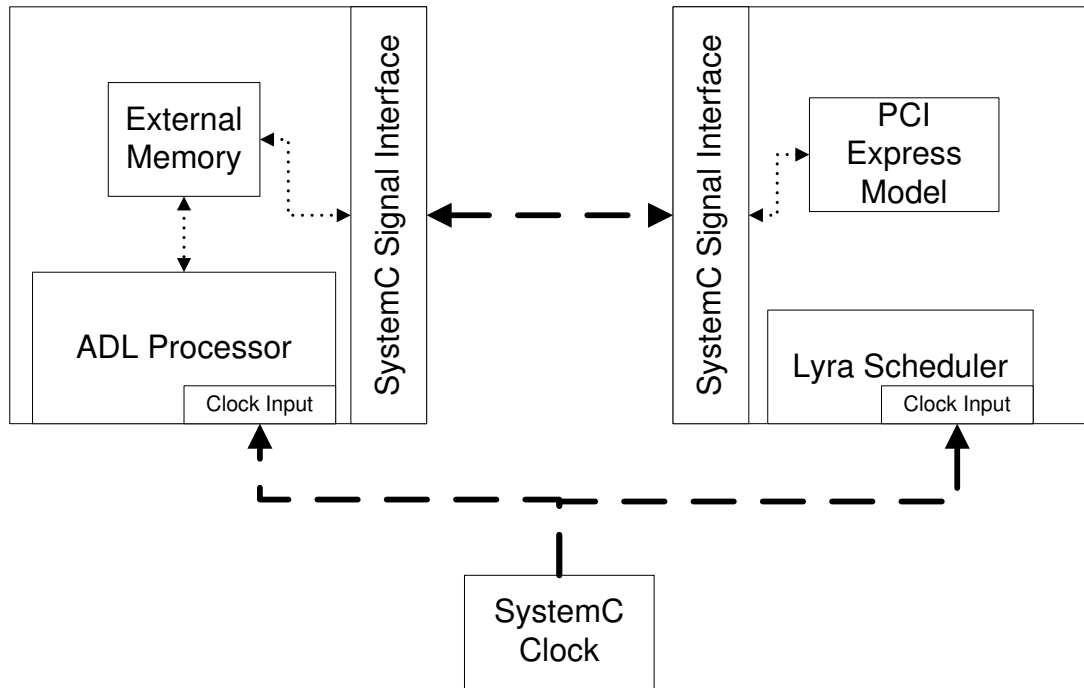 External
Memory
SystemC Signal Interface
ADL Processor
Clock Input
SystemC Signal Interface
PCI
Express
Model
Lyra Scheduler
Clock Input
SystemC
Clock